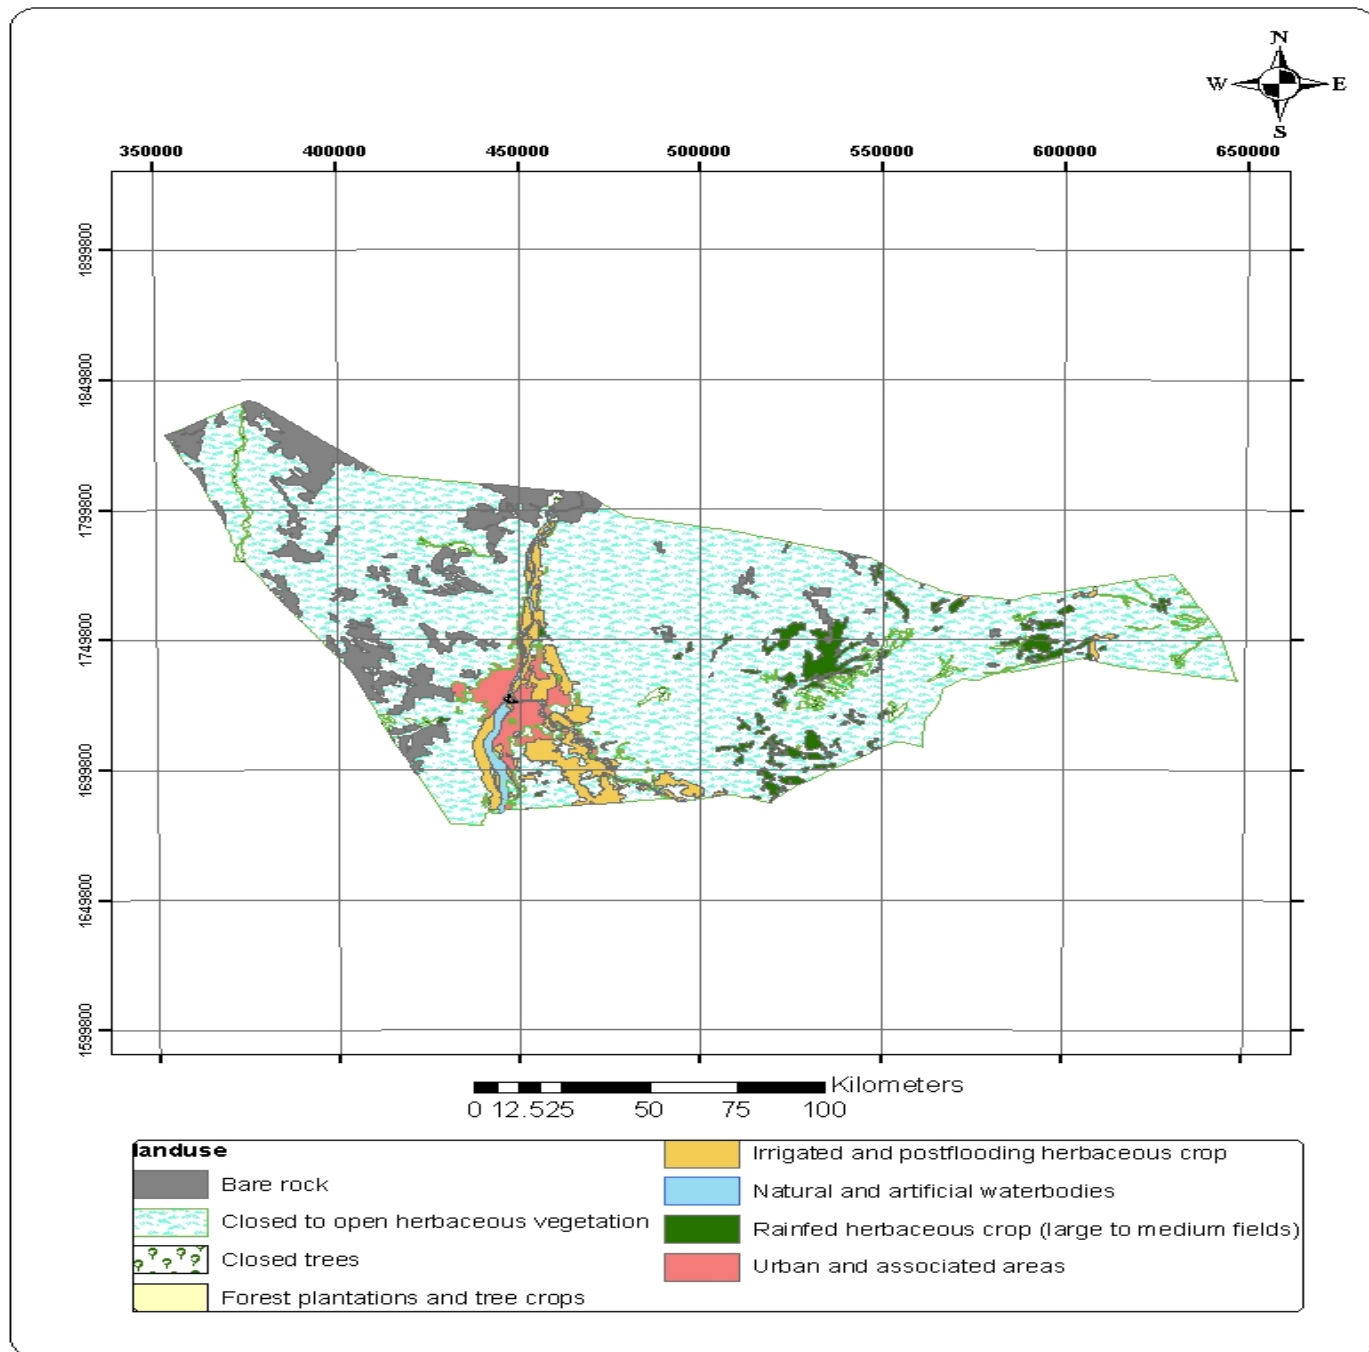 N
W E
S
350000 400000 450000 500000 550000 600000 650000
1899800
1849800
1799800
1749800
1699800
1649800
1599800
Kilometers
0 12.525 50 75 100
landuse
Bare rock
Closed to open herbaceous vegetation
Closed trees
Forest plantations and tree crops
Irrigated and postflooding herbaceous crop
Natural and artificial waterbodies
Rainfed herbaceous crop (large to medium fields)
Urban and associated areas